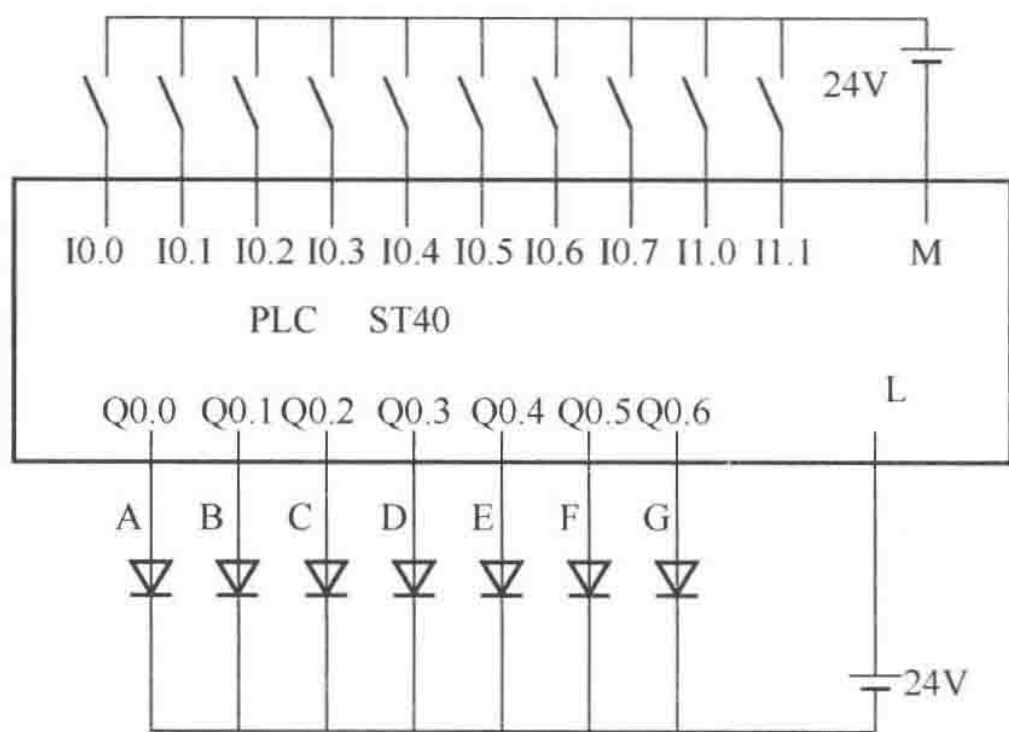 24V
I0.0 I0.1 I0.2 I0.3 I0.4 I0.5 I0.6 I0.7 I1.0 I1.1 M
PLC ST40
L
Q0.0 Q0.1 Q0.2 Q0.3 Q0.4 Q0.5 Q0.6
A B C D E F G
24V